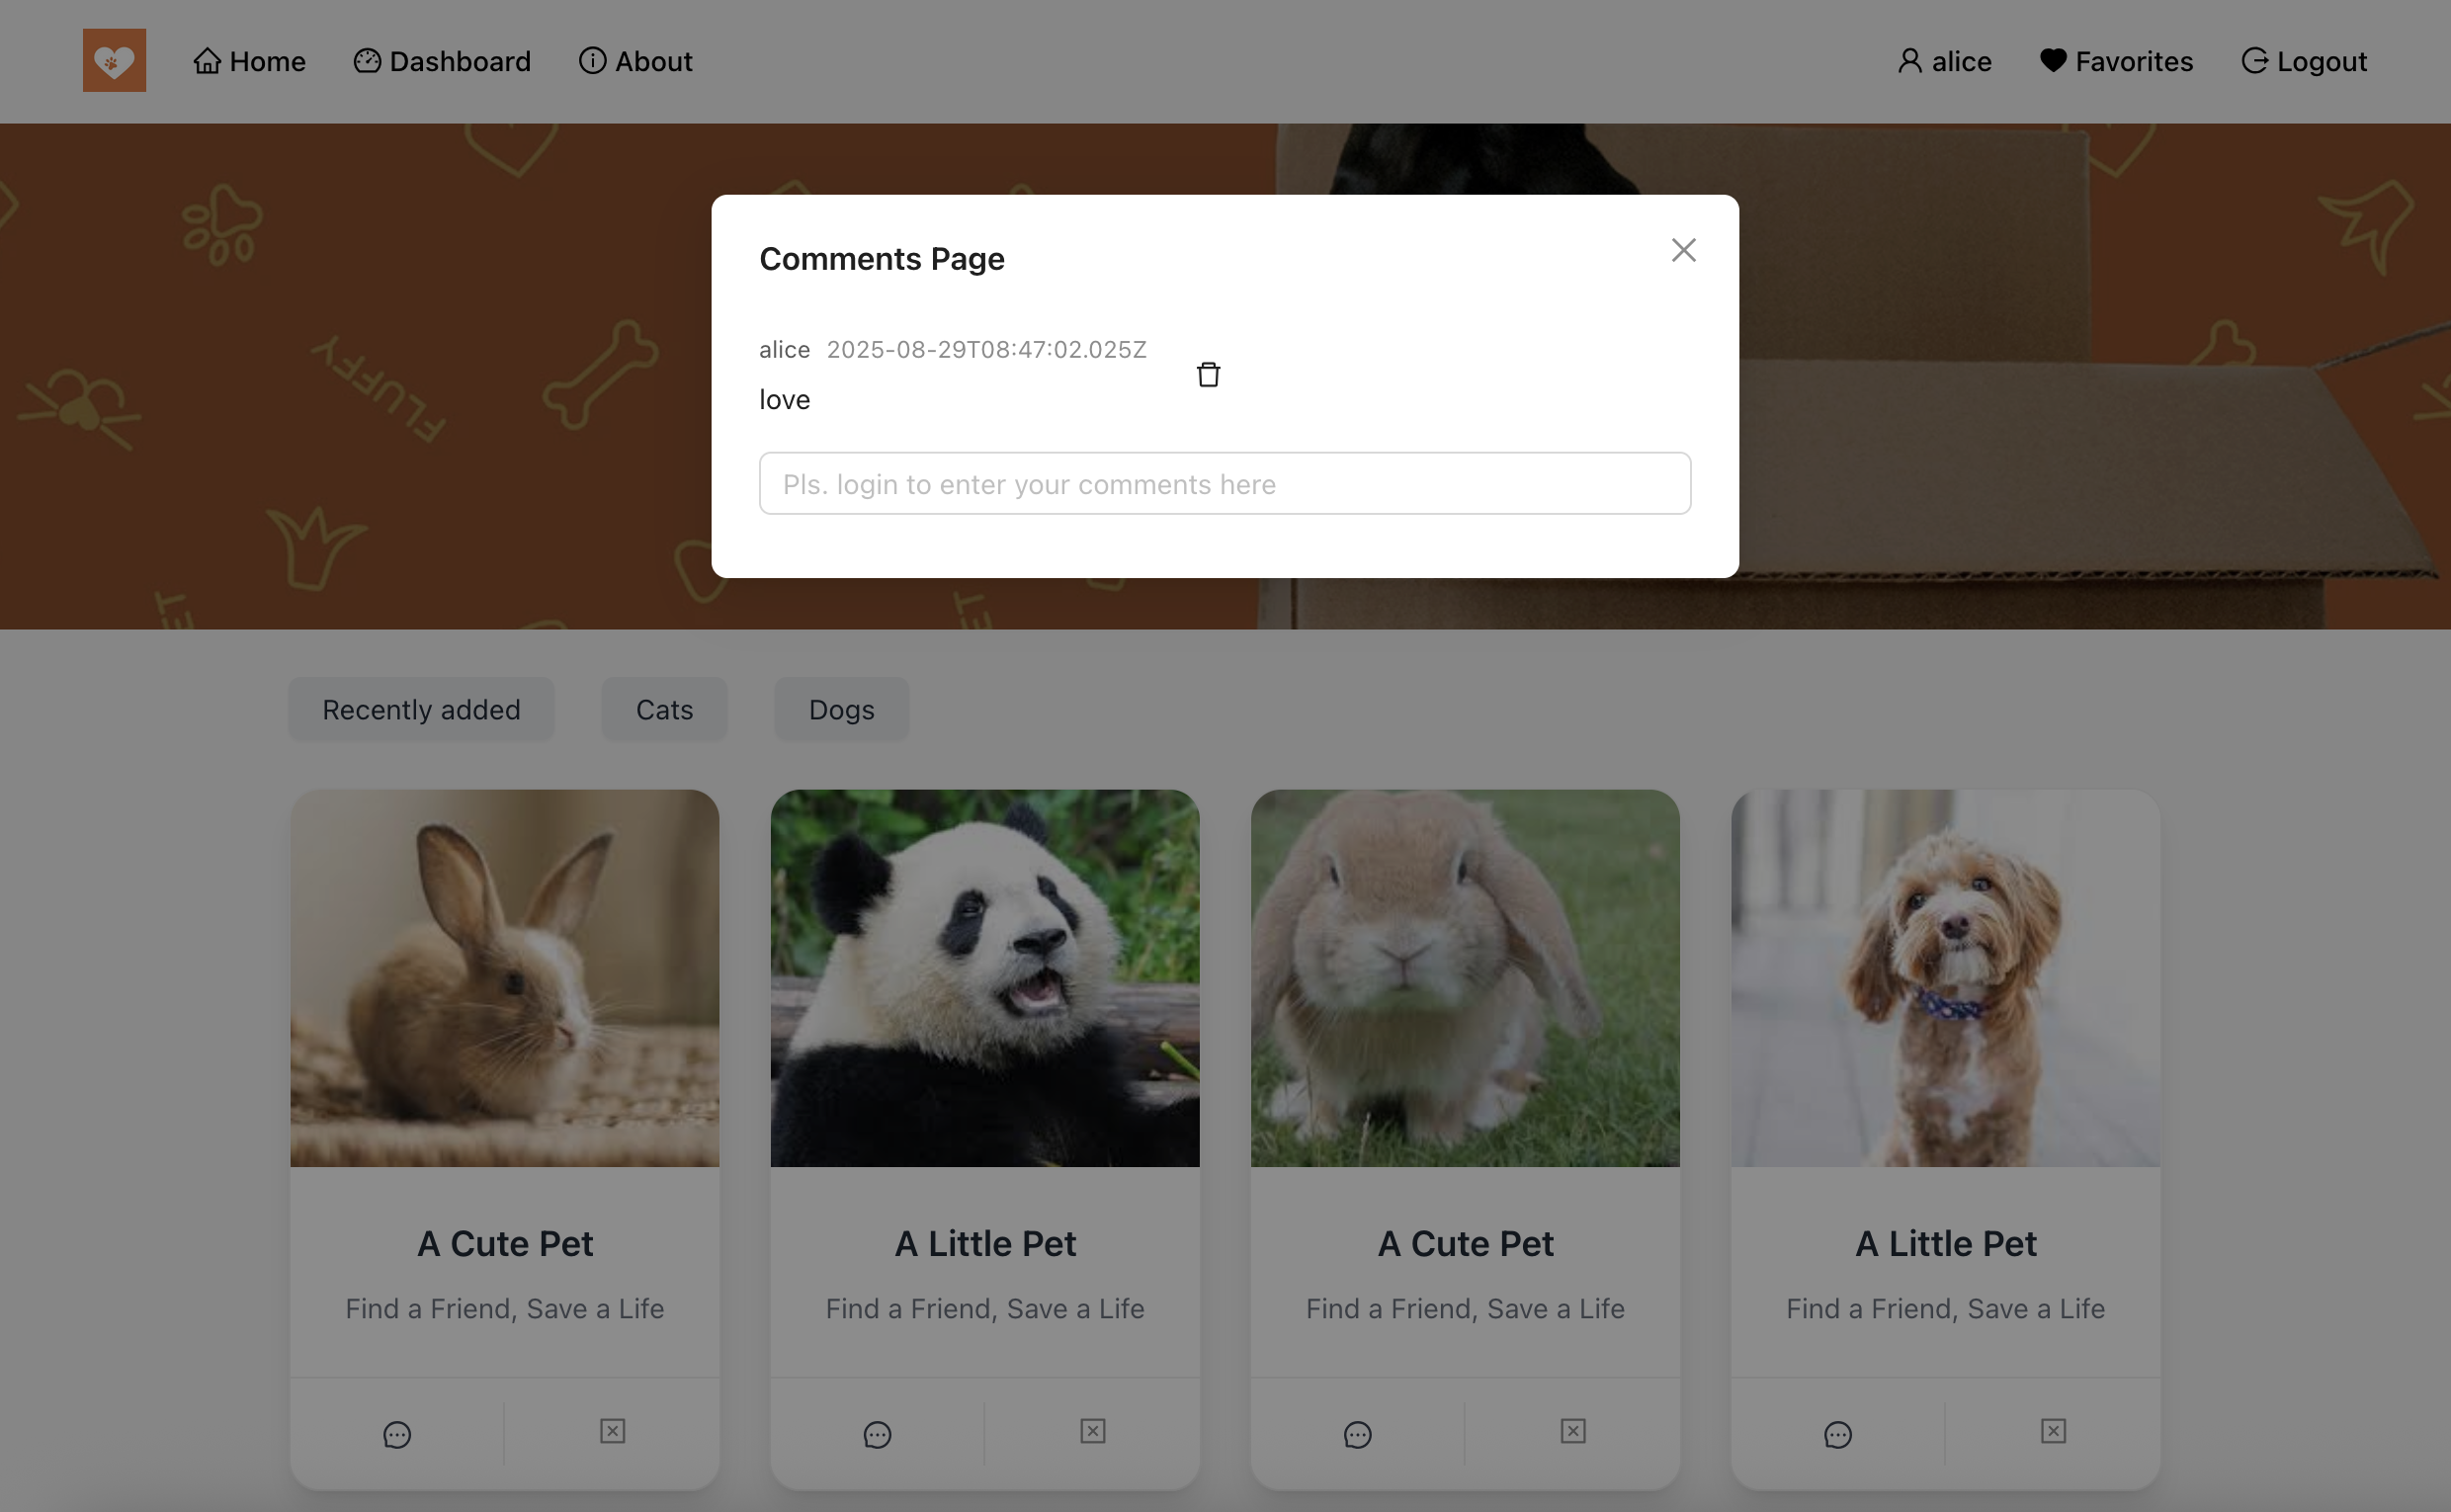 Home Dashboard About alice Favorites Logout
Comments Page
alice 2025-08-29T08:47:02.025Z
love
Pls. login to enter your comments here
FLUFFY
Recently added Cats Dogs
A Cute Pet A Little Pet A Cute Pet A Little Pet
Find a Friend, Save a Life Find a Friend, Save a Life Find a Friend, Save a Life Find a Friend, Save a Life